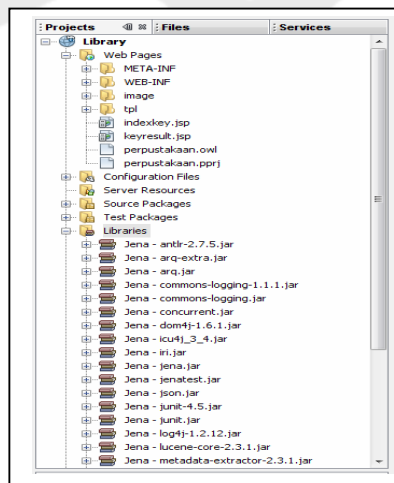 Projects Files Services
Library
Web Pages
META-INF
WEB-INF
image
tpl
indexkey.jsp
keyresult.jsp
perpustakaan.owl
perpustakaan.pprj
Configuration Files
Server Resources
Source Packages
Test Packages
Libraries
Jena - antlr-2.7.5.jar
Jena - arq-extra.jar
Jena - arq.jar
Jena - commons-logging-1.1.1.jar
Jena - commons-logging.jar
Jena - concurrent.jar
Jena - dom4j-1.6.1.jar
Jena - icu4j_3_4.jar
Jena - iri.jar
Jena - jena.jar
Jena - jenatest.jar
Jena - json.jar
Jena - junit-4.5.jar
Jena - junit.jar
Jena - log4j-1.2.12.jar
Jena - lucene-core-2.3.1.jar
Jena - metadata-extractor-2.3.1.jar